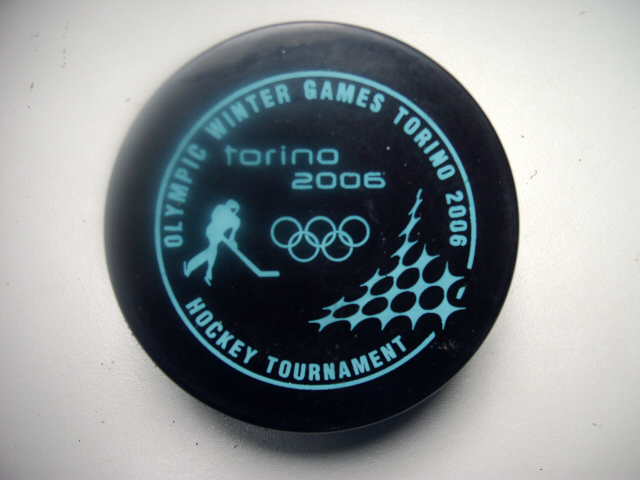 OLYMPIC WINTER GAMES TORINO 2006
torino
2006
HOCKEY TOURNAMENT